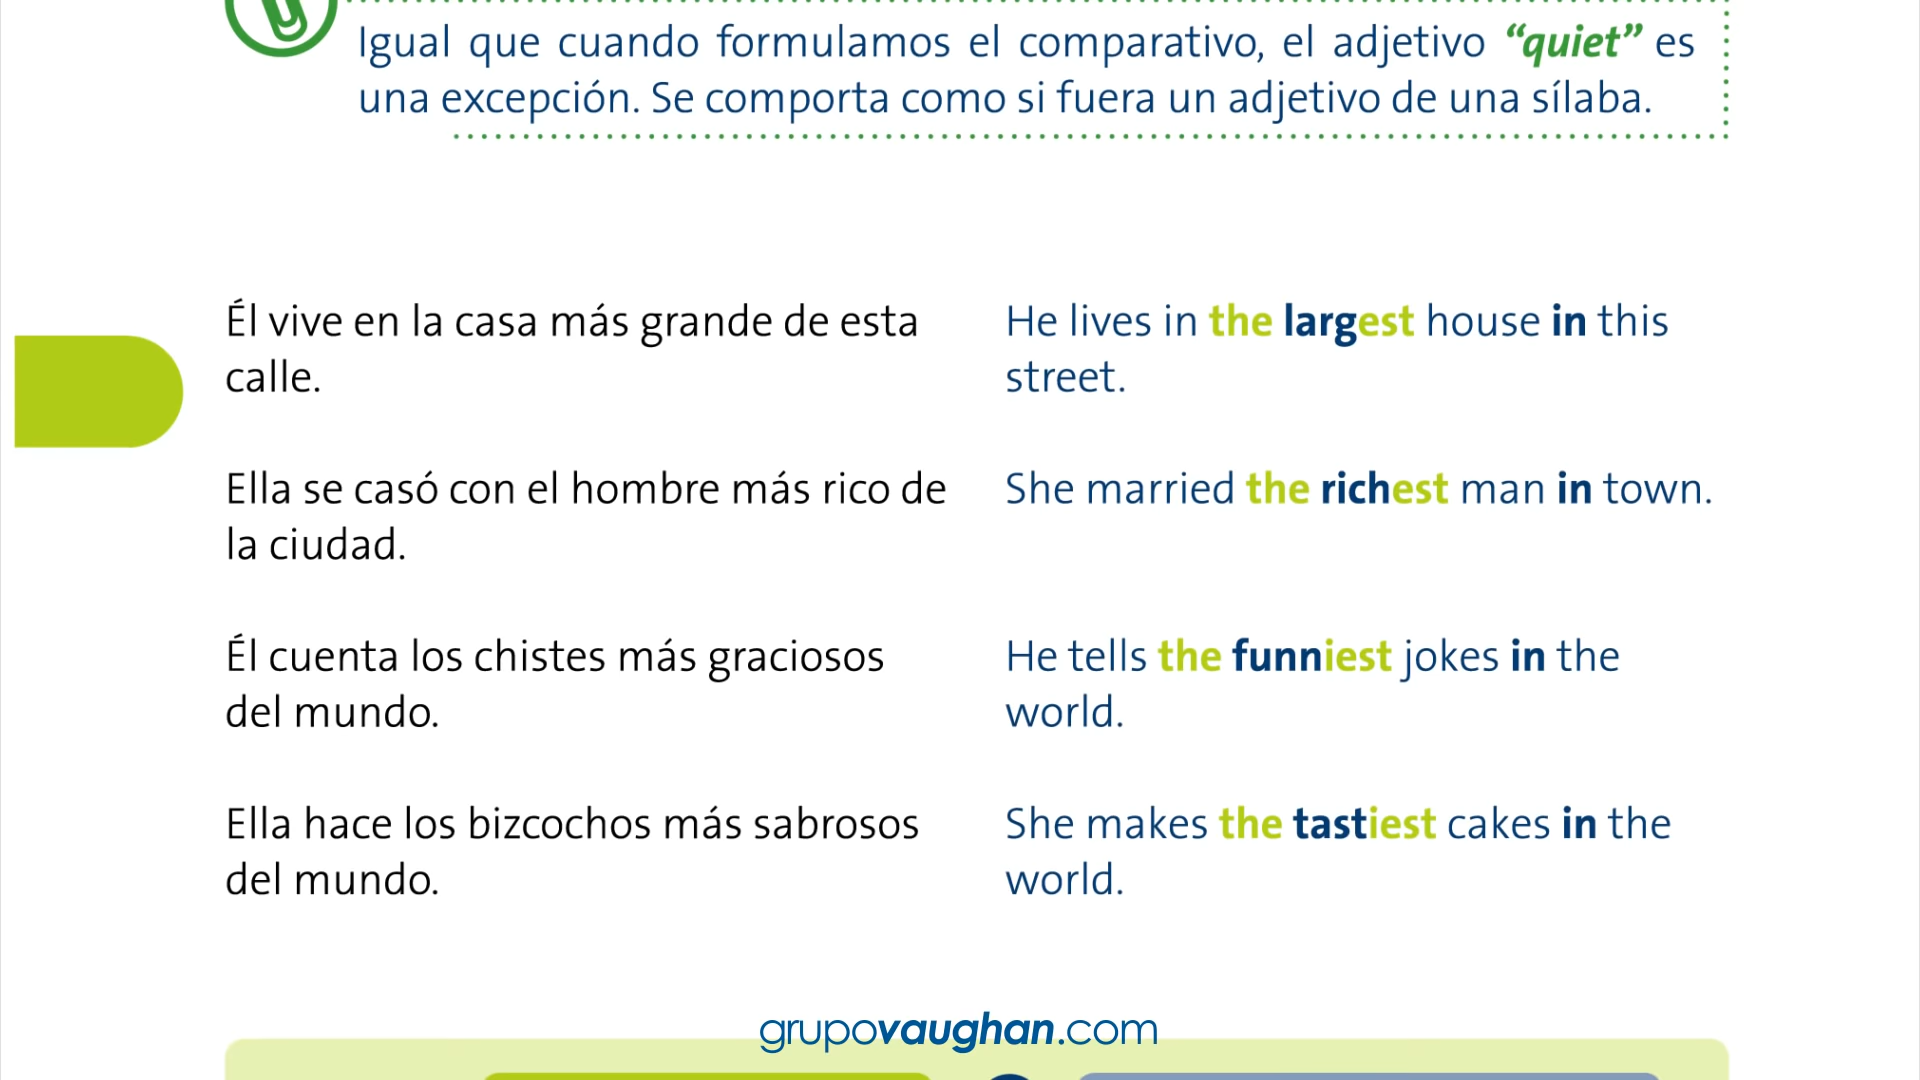 Igual que cuando formulamos el comparativo, el adjetivo “quiet” es
una excepción. Se comporta como si fuera un adjetivo de una sílaba.
Él vive en la casa más grande de esta
calle.
He lives in the largest house in this
street.
Ella se casó con el hombre más rico de
la ciudad.
She married the richest man in town.
Él cuenta los chistes más graciosos
del mundo.
He tells the funniest jokes in the
world.
Ella hace los bizcochos más sabrosos
del mundo.
She makes the tastiest cakes in the
world.
grupovaughan.com